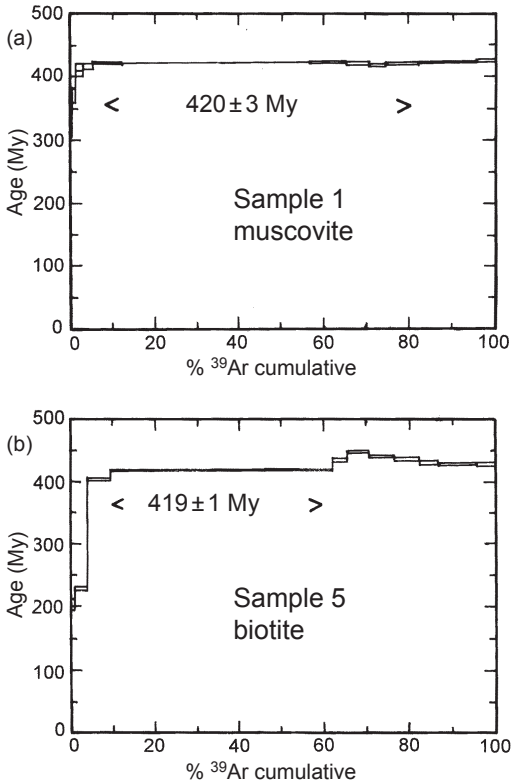 (a)
500
400
300
200
100
0
Age (My)
< 420±3 My >
Sample 1
muscovite
0 20 40 60 80 100
% ³⁹Ar cumulative
(b)
500
400
300
200
100
0
Age (My)
< 419±1 My >
Sample 5
biotite
0 20 40 60 80 100
% ³⁹Ar cumulative